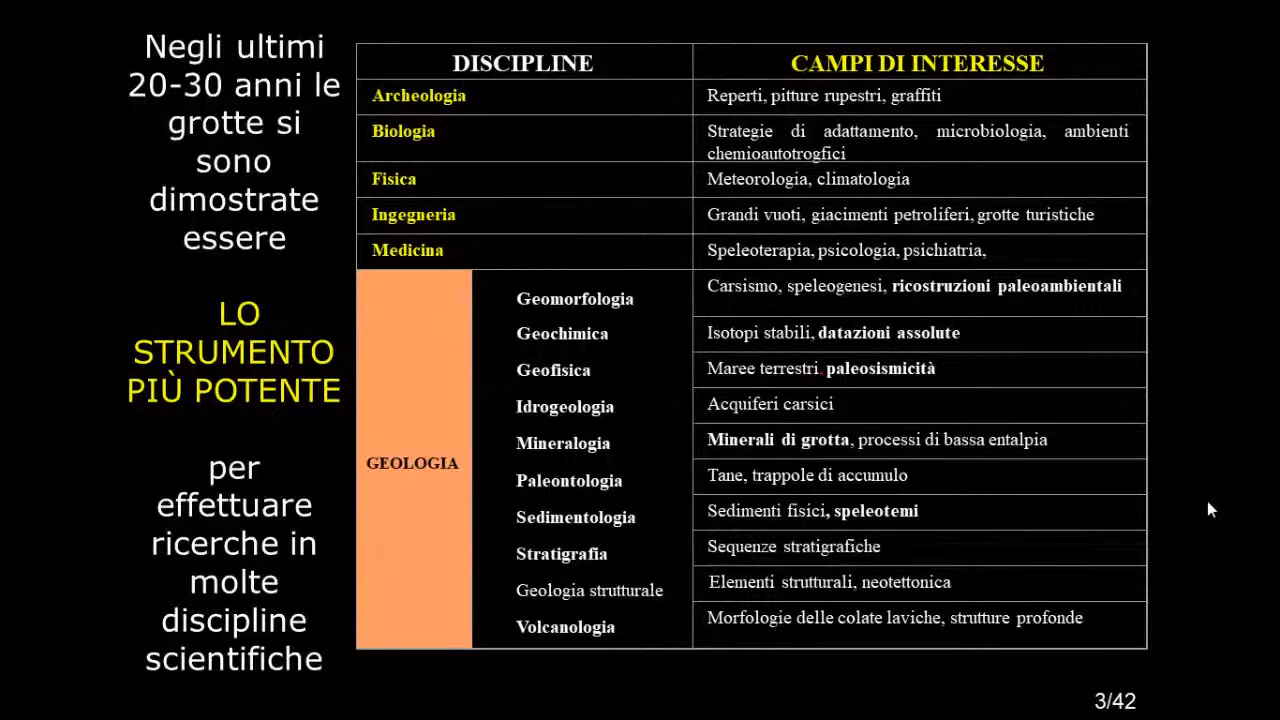 Negli ultimi
20-30 anni le
grotte si
sono
dimostrate
essere
LO
STRUMENTO
PIÙ POTENTE
per
effettuare
ricerche in
molte
discipline
scientifiche
DISCIPLINE CAMPI DI INTERESSE
Archeologia Reperti, pitture rupestri, graffiti
Biologia Strategie di adattamento, microbiologia, ambienti
chemioautotrogfici
Fisica Meteorologia, climatologia
Ingegneria Grandi vuoti, giacimenti petroliferi, grotte turistiche
Medicina Speleoterapia, psicologia, psichiatria,
GEOLOGIA
Geomorfologia Carsismo, speleogenesi, ricostruzioni paleoambientali
Geochimica Isotopi stabili, datazioni assolute
Geofisica Maree terrestri, paleosismicità
Idrogeologia Acquiferi carsici
Mineralogia Minerali di grotta, processi di bassa entalpia
Paleontologia Tane, trappole di accumulo
Sedimentologia Sedimenti fisici, speleotemi
Stratigrafia Sequenze stratigrafiche
Geologia strutturale Elementi strutturali, neotettonica
Volcanologia Morfologie delle colate laviche, strutture profonde
3/42